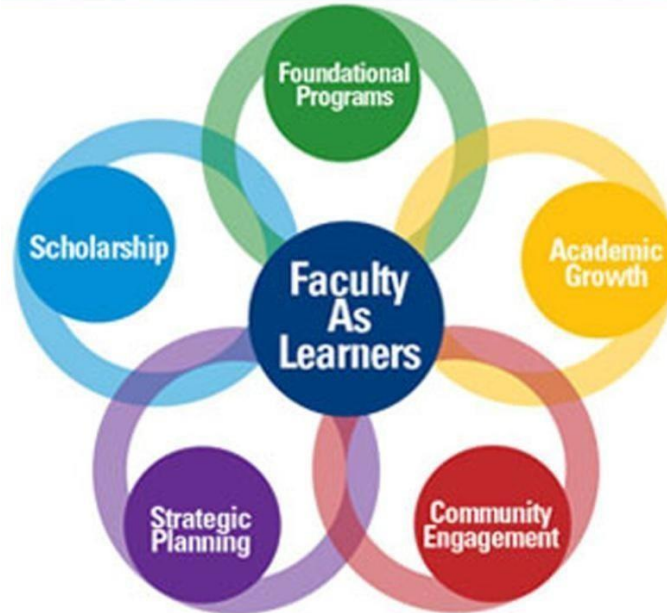 Foundational
Programs
Scholarship
Academic
Growth
Faculty
As
Learners
Strategic
Planning
Community
Engagement